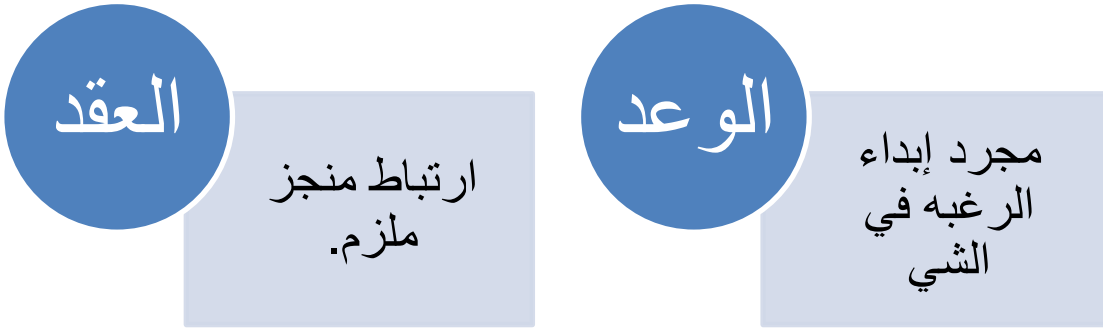 الوعد
مجرد إبداء
الرغبه في
الشي
العقد
ارتباط منجز
ملزم.